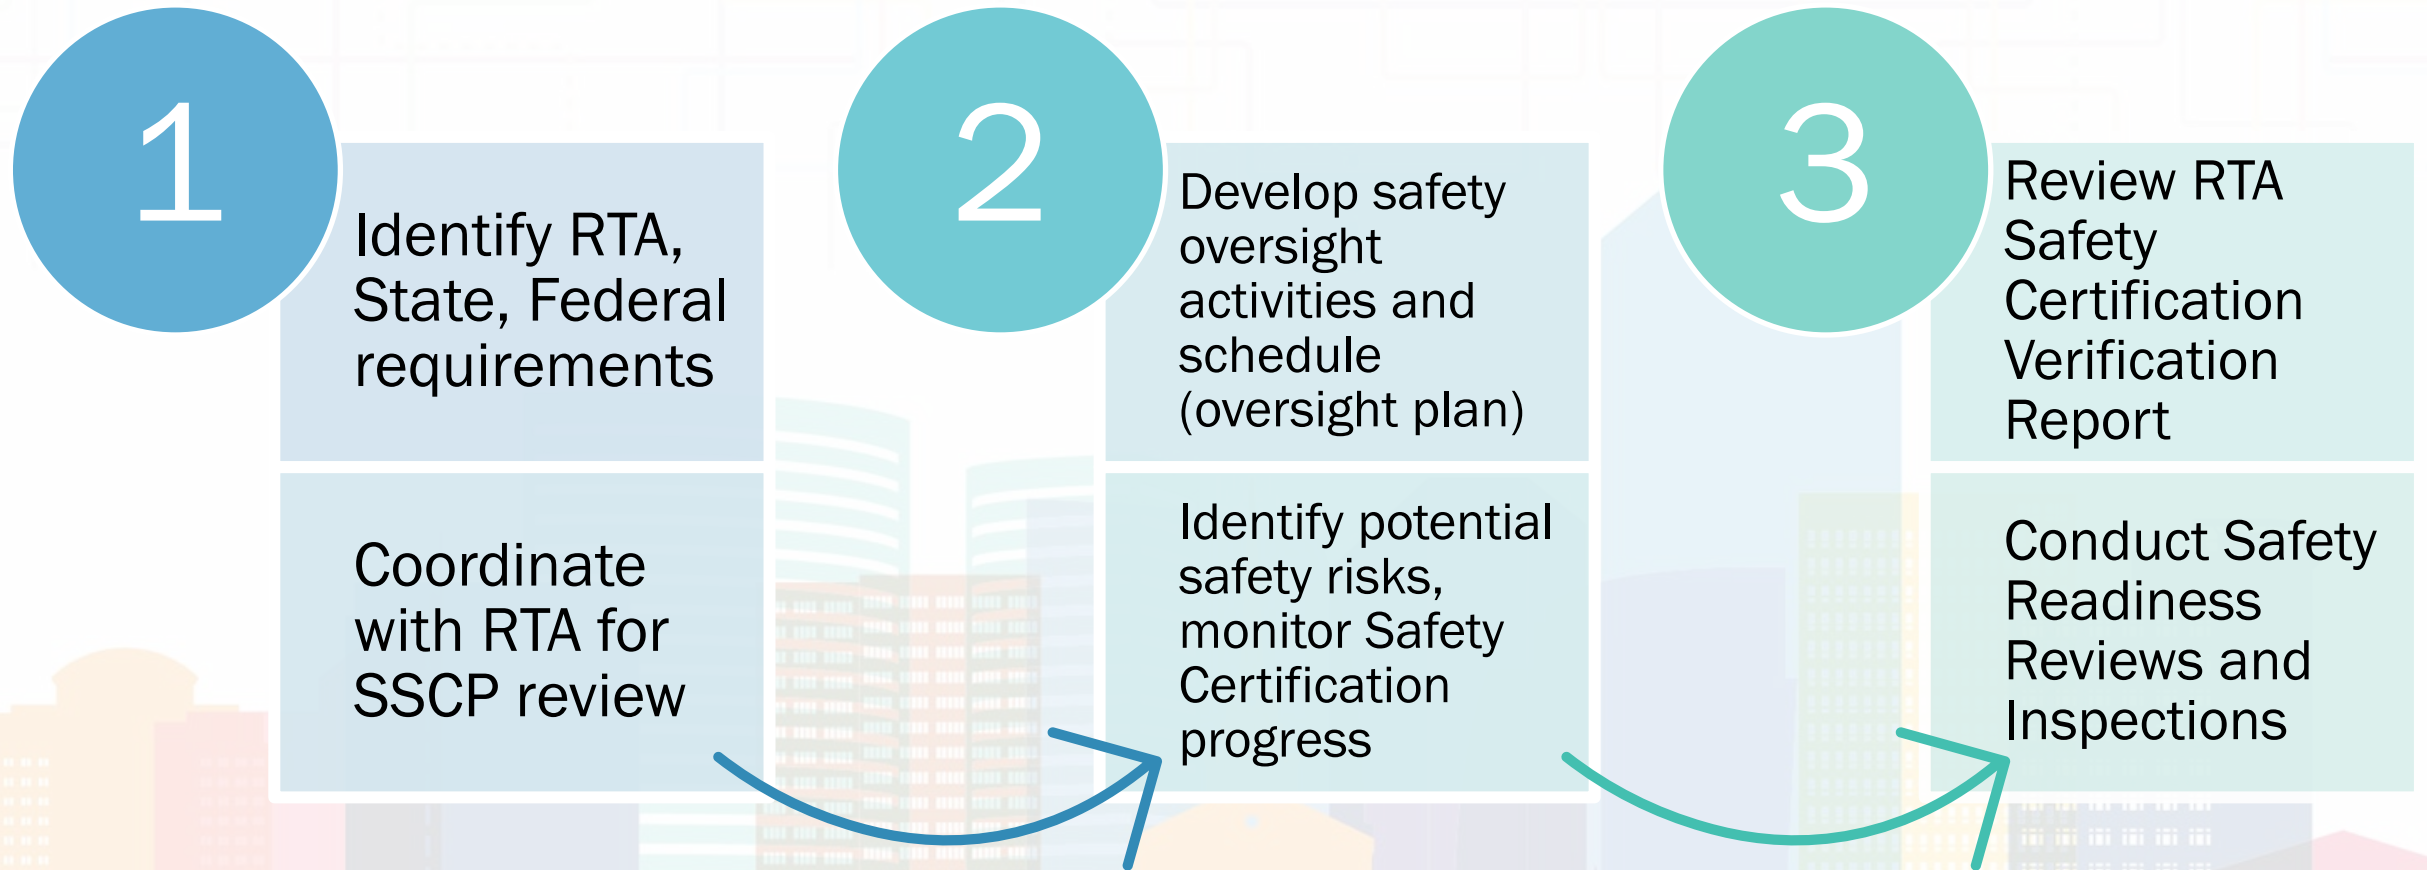 1
Identify RTA,
State, Federal
requirements
Coordinate
with RTA for
SSCP review
2
Develop safety
oversight
activities and
schedule
(oversight plan)
Identify potential
safety risks,
monitor Safety
Certification
progress
3
Review RTA
Safety
Certification
Verification
Report
Conduct Safety
Readiness
Reviews and
Inspections